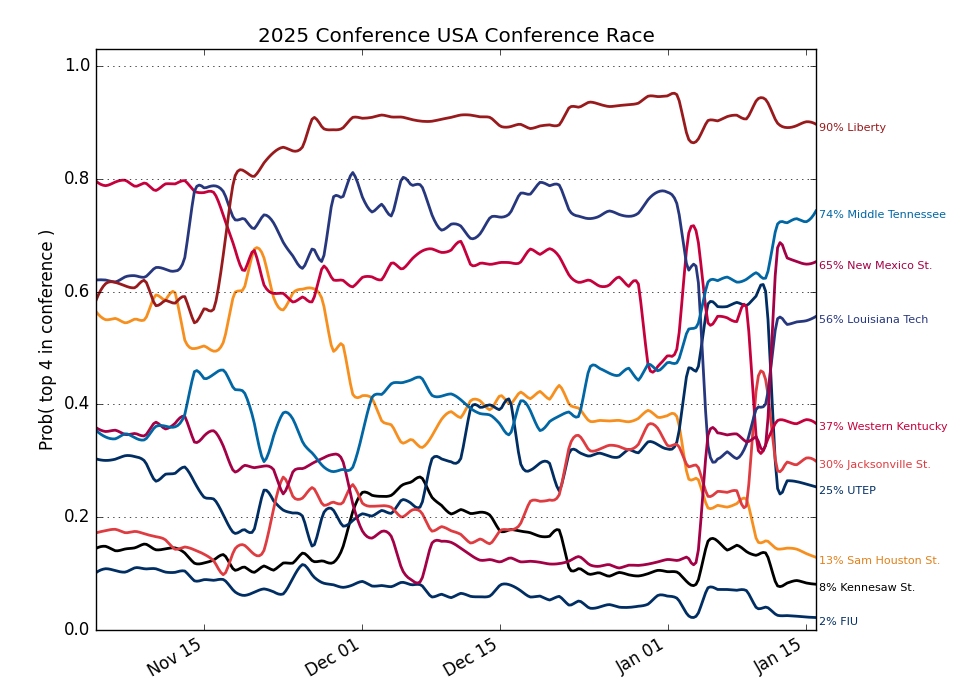 2025 Conference USA Conference Race
Prob( top 4 in conference )
1.0
0.8
0.6
0.4
0.2
0.0
Nov 15
Dec 01
Dec 15
Jan 01
Jan 15
90% Liberty
74% Middle Tennessee
65% New Mexico St.
56% Louisiana Tech
37% Western Kentucky
30% Jacksonville St.
25% UTEP
13% Sam Houston St.
8% Kennesaw St.
2% FIU